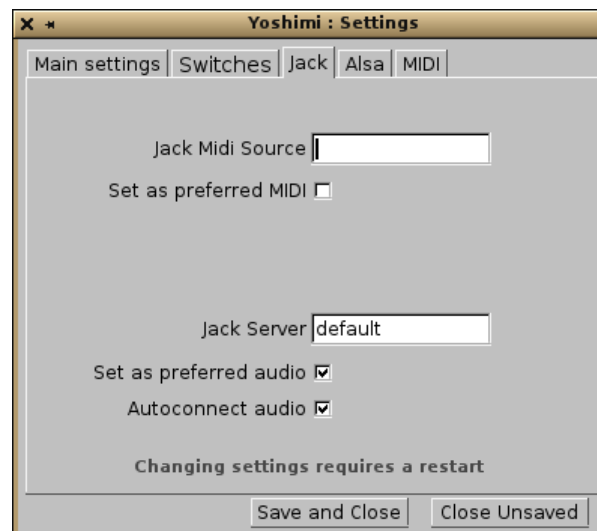 Yoshimi : Settings
Main settings Switches Jack Alsa MIDI
Jack Midi Source
Set as preferred MIDI
Jack Server default
Set as preferred audio
Autoconnect audio
Changing settings requires a restart
Save and Close Close Unsaved